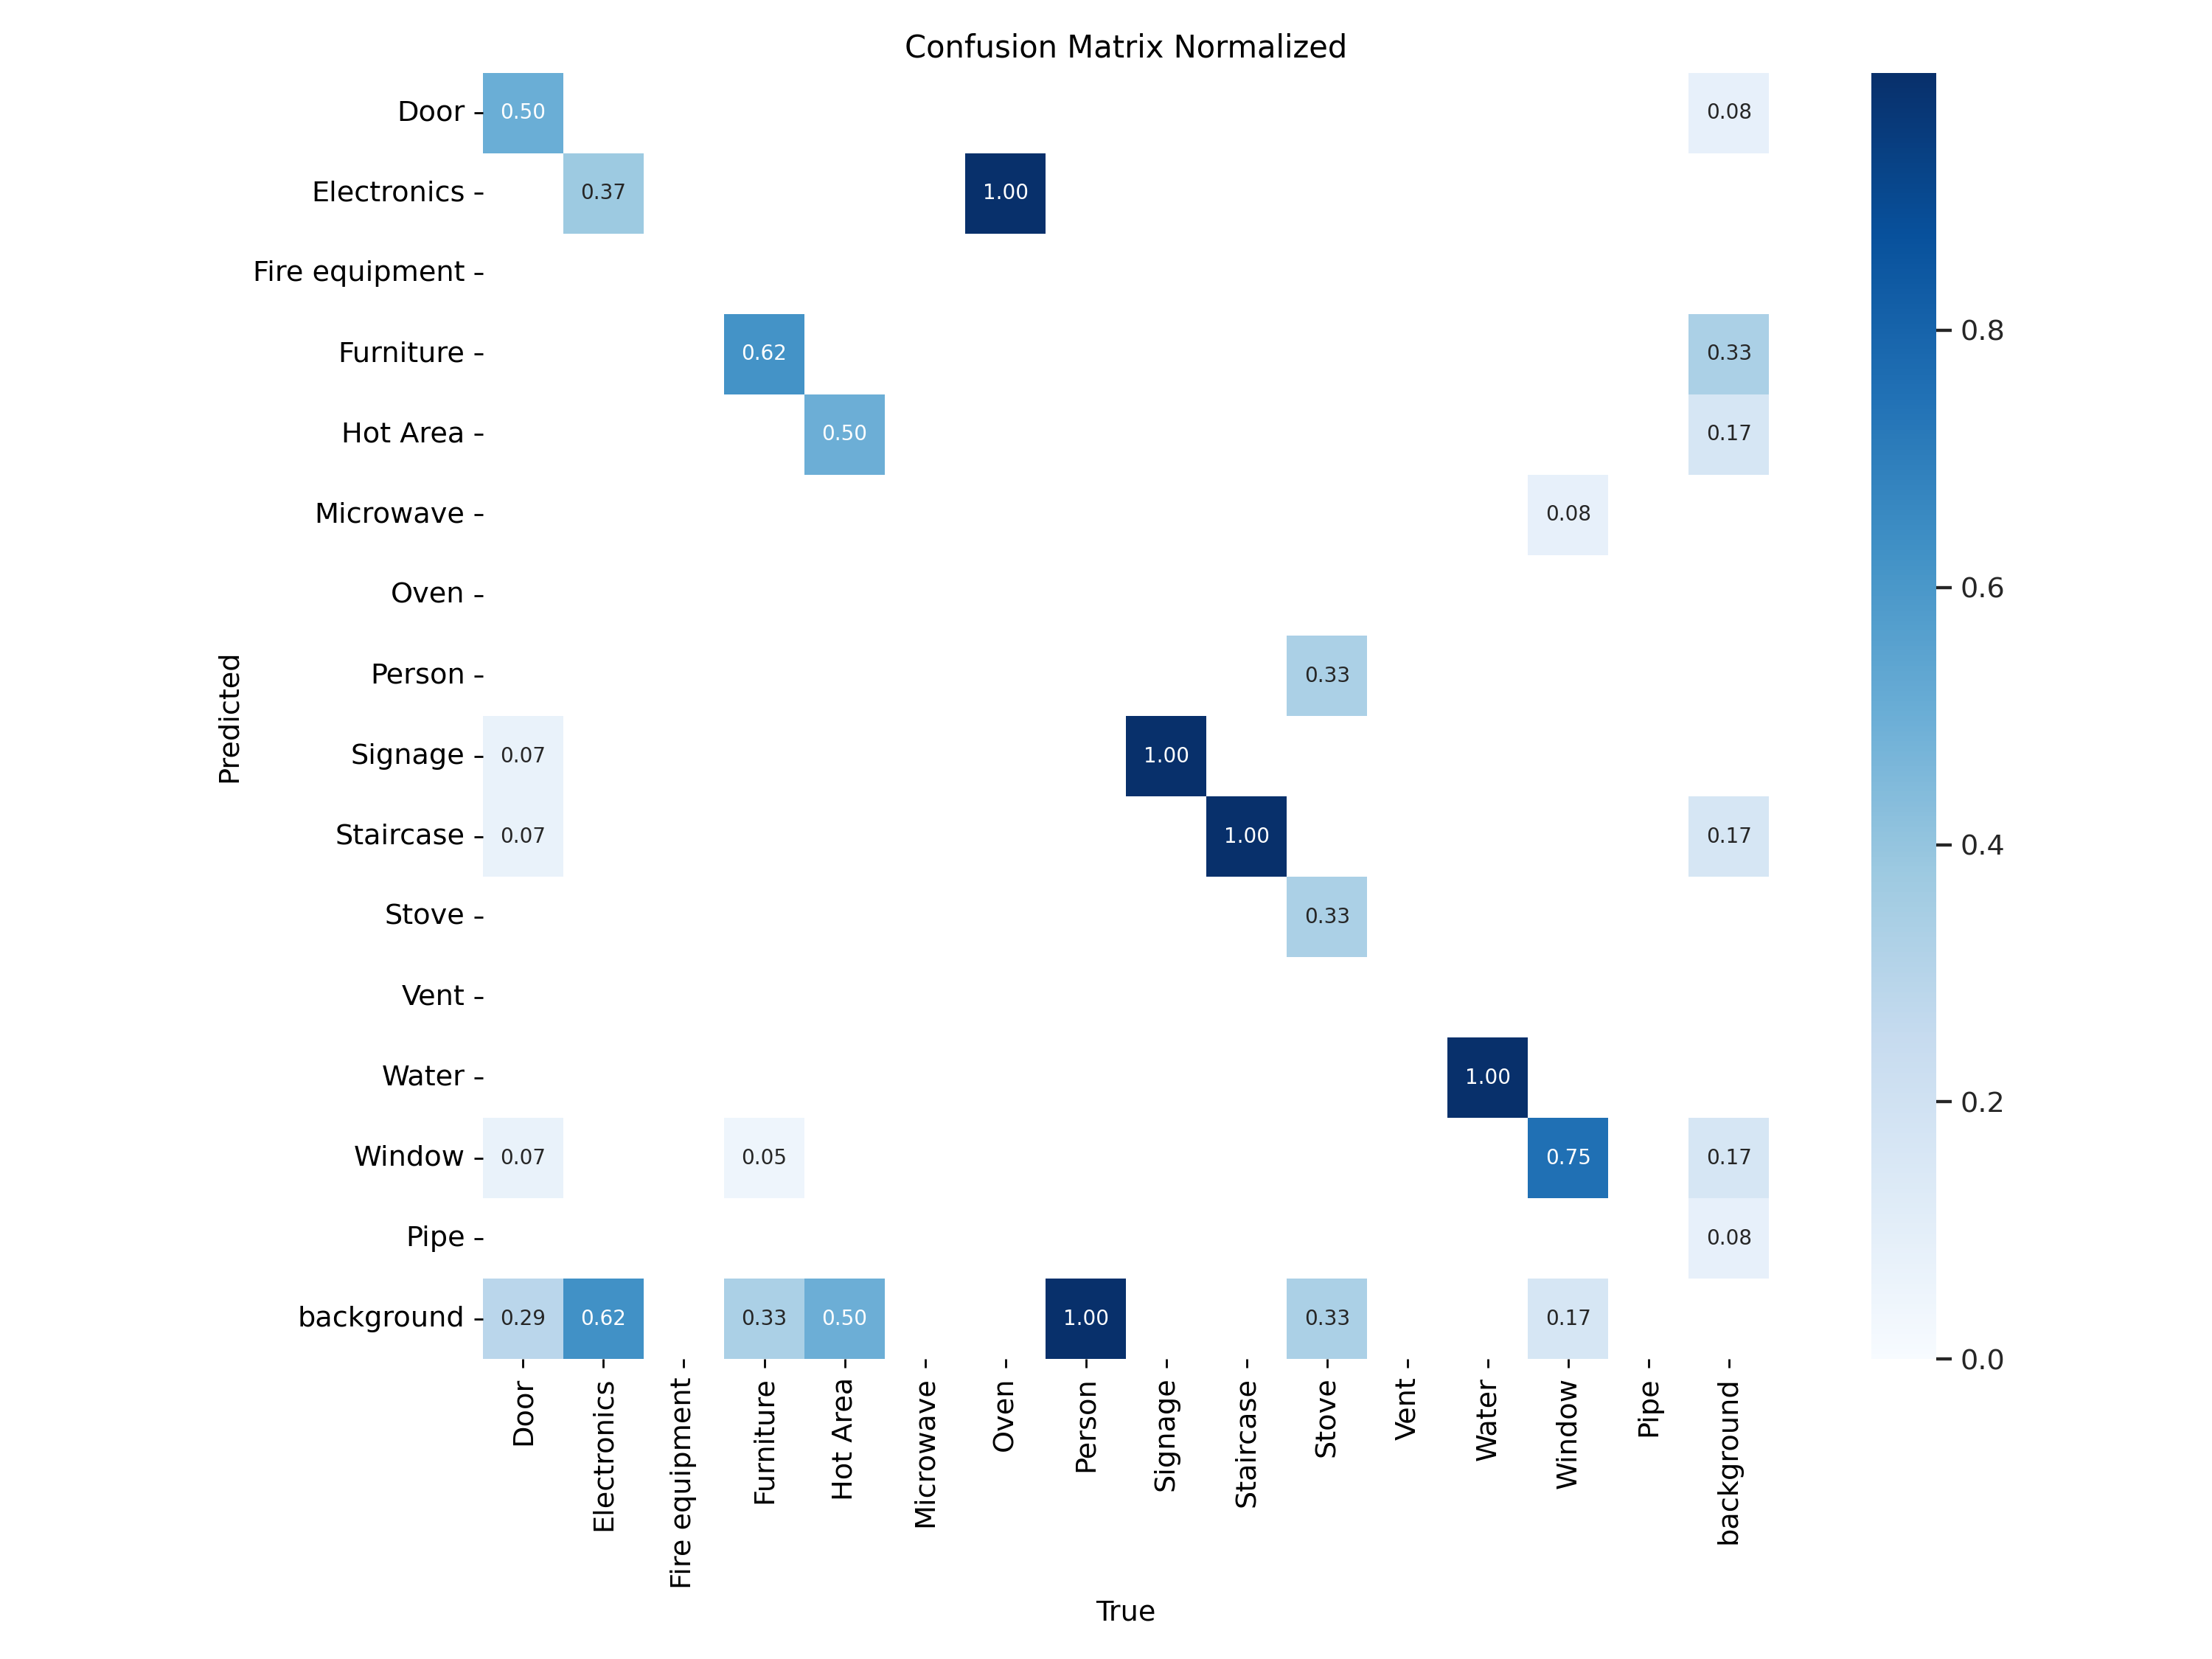 Confusion Matrix Normalized
Door 0.50 0.08
Electronics 0.37 1.00
Fire equipment
Furniture 0.62 0.33
0.8
Hot Area 0.50 0.17
Microwave 0.08
Oven
0.6
Person 0.33
Predicted
Signage 0.07 1.00
Staircase 0.07 1.00 0.17
0.4
Stove 0.33
Vent
Water 1.00
0.2
Window 0.07 0.05 0.75 0.17
Pipe 0.08
background 0.29 0.62 0.33 0.50 1.00 0.33 0.17
0.0
Door
Electronics
Fire equipment
Furniture
Hot Area
Microwave
Oven
Person
Signage
Staircase
Stove
Vent
Water
Window
Pipe
background
True